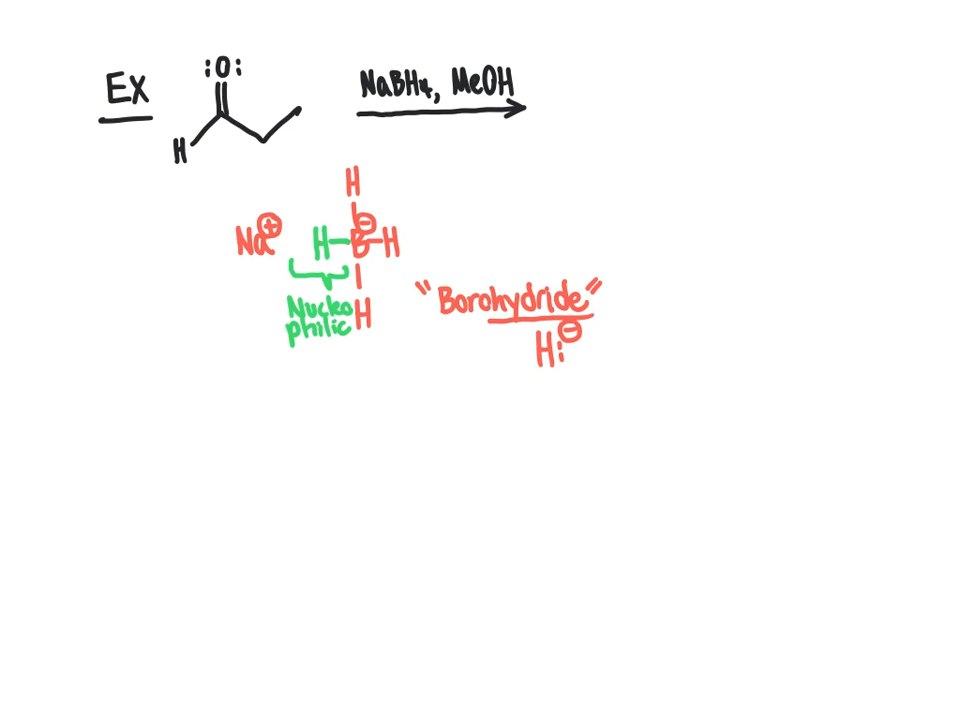 Ex :O: NaBH4, MeOH
H
H
Na⊕ H–B⊖–H
"Borohydride"
Nucleo
philic H
H:⊖